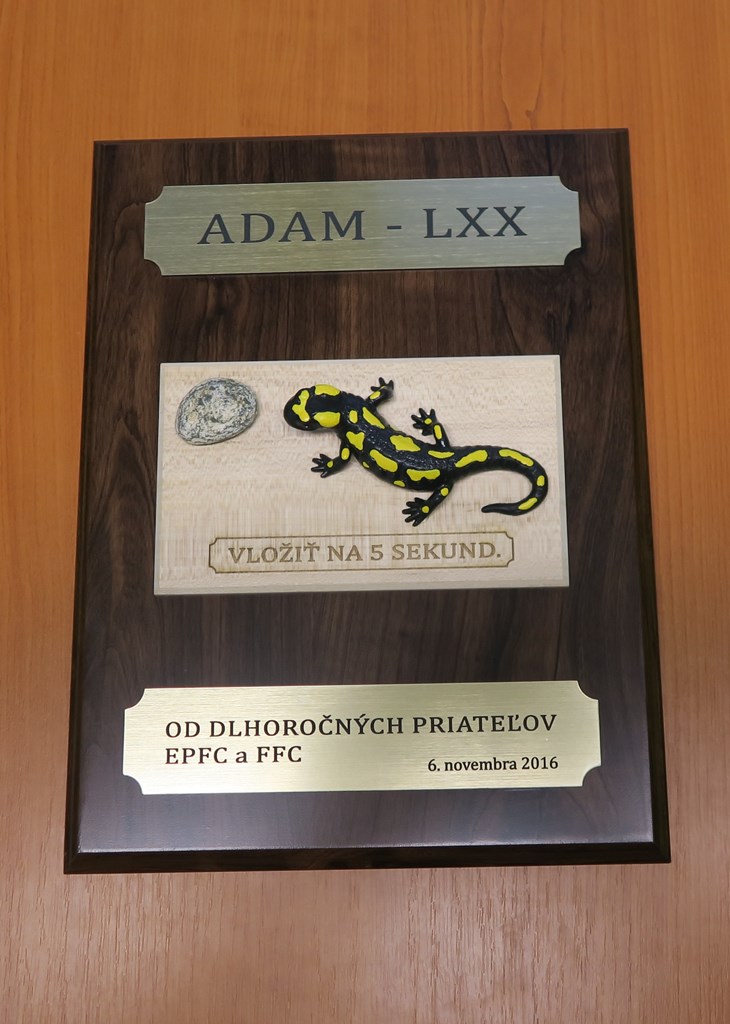 ADAM - LXX
VLOŽIŤ NA 5 SEKUND.
OD DLHOROČNÝCH PRIATEĽOV
EPFC a FFC
6. novembra 2016